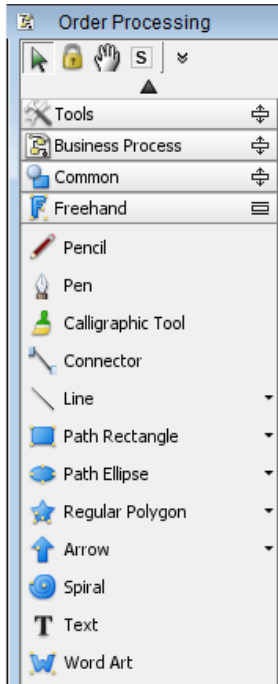 Order Processing
S
Tools
Business Process
Common
Freehand
Pencil
Pen
Calligraphic Tool
Connector
Line
Path Rectangle
Path Ellipse
Regular Polygon
Arrow
Spiral
Text
Word Art